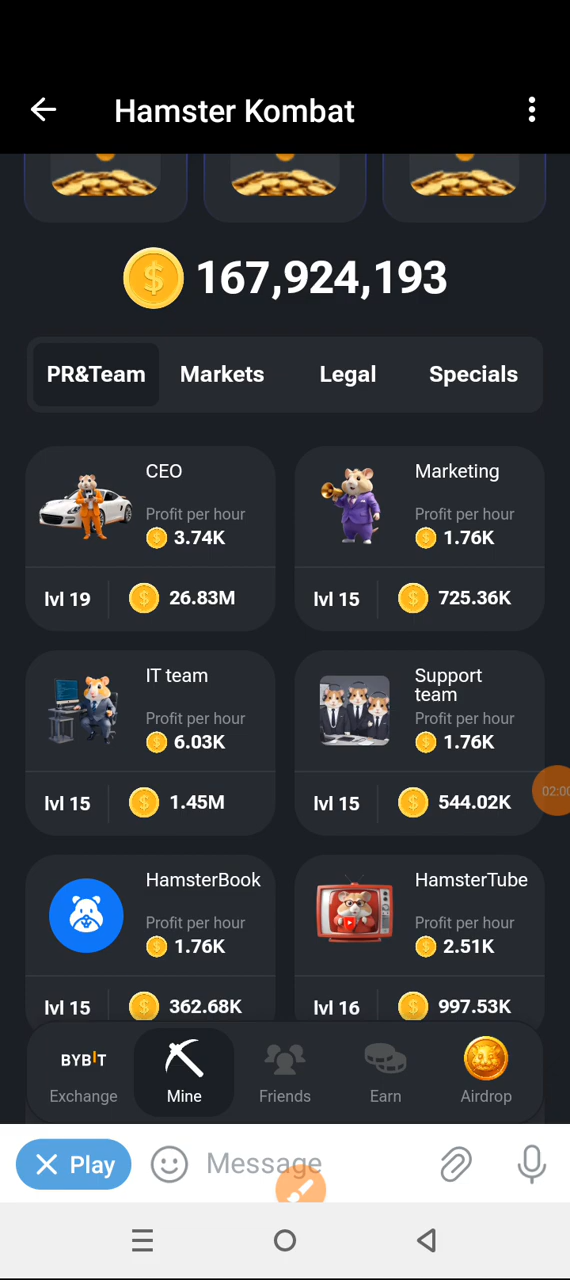 Hamster Kombat
167,924,193
PR&Team Markets Legal Specials
CEO
Profit per hour
3.74K
lvl 19 26.83M
Marketing
Profit per hour
1.76K
lvl 15 725.36K
IT team
Profit per hour
6.03K
lvl 15 1.45M
Support
team
Profit per hour
1.76K
lvl 15 544.02K
HamsterBook
Profit per hour
1.76K
lvl 15 362.68K
HamsterTube
Profit per hour
2.51K
lvl 16 997.53K
02:00
BYBIT
Exchange Mine Friends Earn Airdrop
Play Message